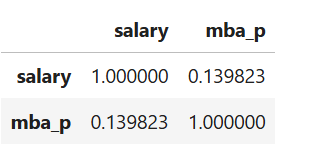 salary mba_p
salary 1.000000 0.139823
mba_p 0.139823 1.000000